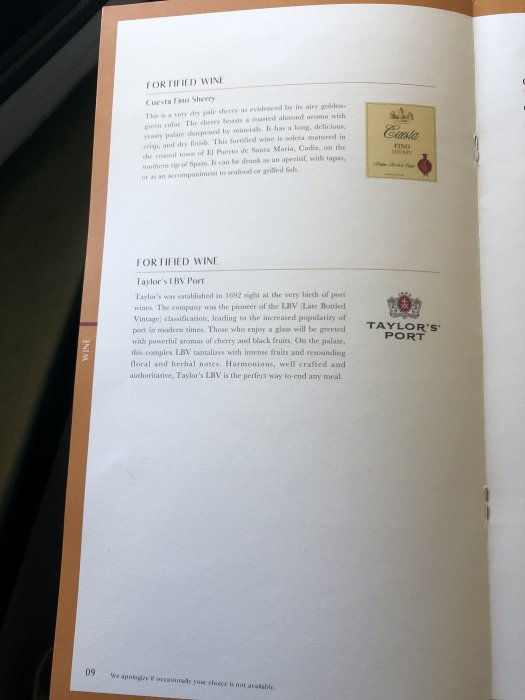 FORTIFIED WINE
Cuesta Fino Sherry
This is a very dry pale sherry as evidenced by its airy golden-
green color. The sherry boasts a roasted almond aroma with
yeasty palate sharpened by minerals. It has a long, delicious,
crisp, and dry finish. This fortified wine is solera matured in
the coastal town of El Puerto de Santa Maria, Cadiz, on the
southern tip of Spain. It can be drunk as an aperitif, with tapas,
or as an accompaniment to seafood or grilled fish.
Cuesta
FINO
SHERRY
FORTIFIED WINE
Taylor's LBV Port
Taylor's was established in 1692 right at the very birth of port
wines. The company was the pioneer of the LBV (Late Bottled
Vintage) classification, leading to the increased popularity of
port in modern times. Those who enjoy a glass will be greeted
with powerful aromas of cherry and black fruits. On the palate,
this complex LBV tantalizes with intense fruits and resounding
floral and herbal notes. Harmonious, well crafted and
authoritative, Taylor's LBV is the perfect way to end any meal.
TAYLOR'S
PORT
WINE
09 We apologize if occasionally your choice is not available.